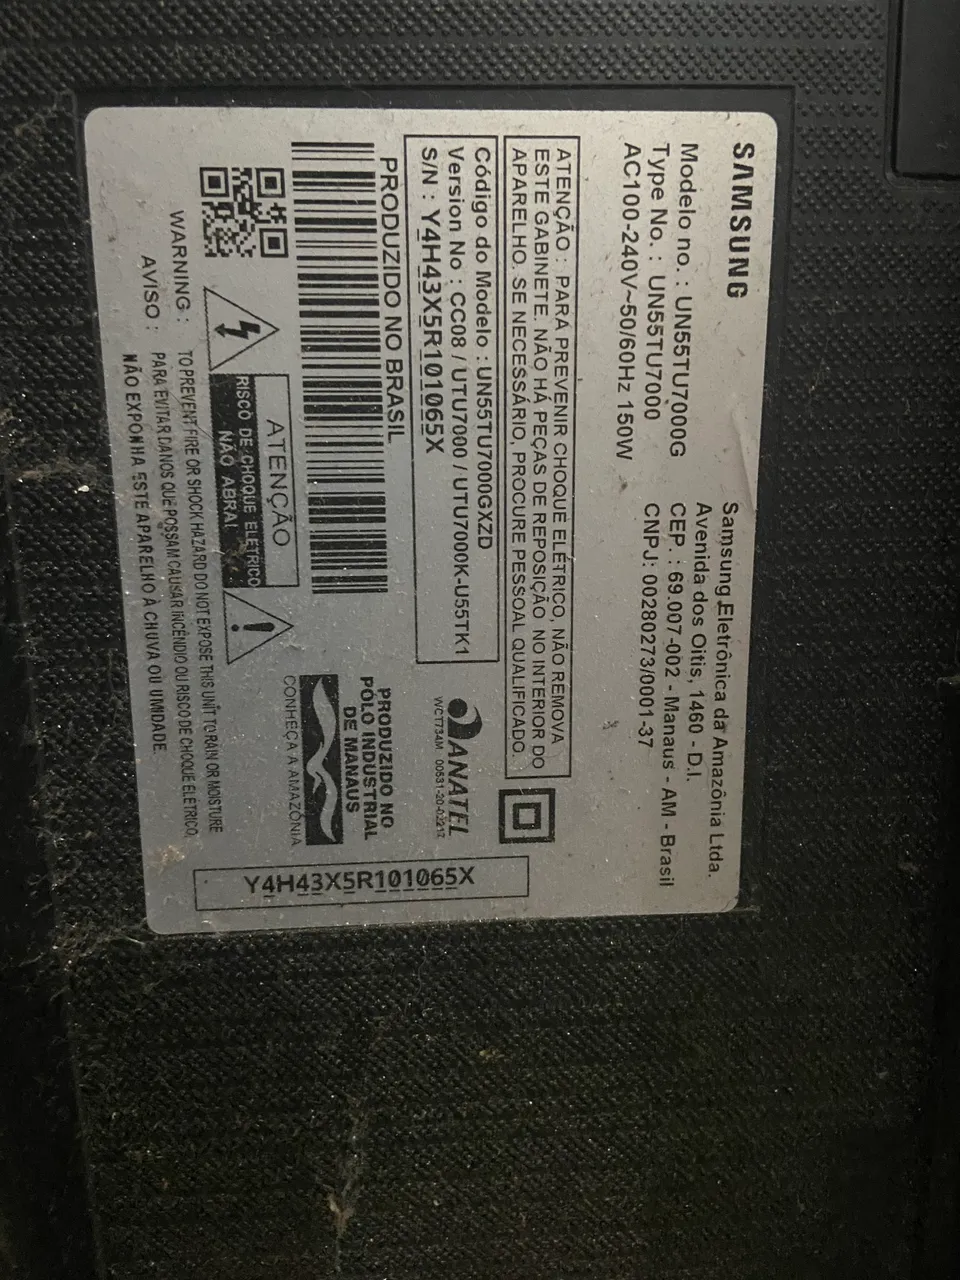 SAMSUNG
Modelo no. : UN55TU7000G
Type No. : UN55TU7000
AC100-240V~50/60Hz 150W
Samsung Eletrônica da Amazônia Ltda.
Avenida dos Oitis, 1460 - D.I.
CEP. : 69.007-002 - Manaus - AM - Brasil
CNPJ: 00280273/0001-37
ATENÇÃO : PARA PREVENIR CHOQUE ELÉTRICO, NÃO REMOVA
ESTE GABINETE. NÃO HÁ PEÇAS DE REPOSIÇÃO NO INTERIOR DO
APARELHO. SE NECESSÁRIO, PROCURE PESSOAL QUALIFICADO.
Código do Modelo : UN55TU7000GXZD
Version No : CC08 / UTU7000 / UTU7000K-U55TK1
S/N : Y4H43X5R101065X
ANATEL
WCT734M 00531-20-02217
PRODUZIDO NO BRASIL
PRODUZIDO NO
PÓLO INDUSTRIAL
DE MANAUS
CONHEÇA A AMAZÔNIA
ATENÇÃO
RISCO DE CHOQUE ELÉTRICO
NÃO ABRA!
WARNING : TO PREVENT FIRE OR SHOCK HAZARD DO NOT EXPOSE THIS UNIT TO RAIN OR MOISTURE
AVISO : PARA EVITAR DANOS QUE POSSAM CAUSAR INCÊNDIO OU RISCO DE CHOQUE ELÉTRICO,
NÃO EXPONHA ESTE APARELHO À CHUVA OU UMIDADE.
Y4H43X5R101065X